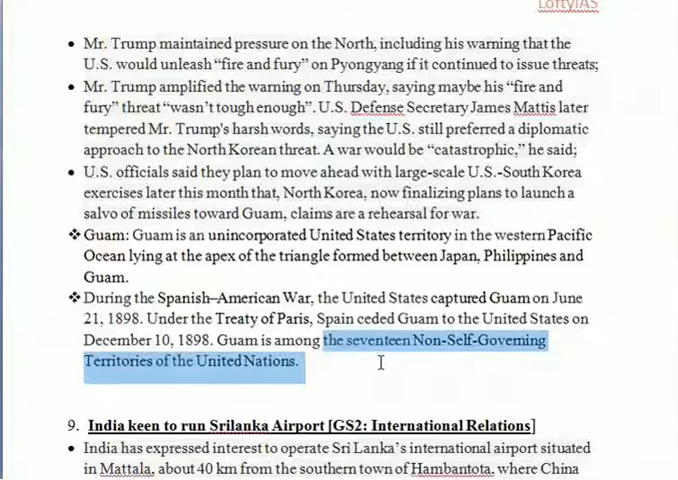 LoftyIAS
• Mr. Trump maintained pressure on the North, including his warning that the
U.S. would unleash “fire and fury” on Pyongyang if it continued to issue threats;
• Mr. Trump amplified the warning on Thursday, saying maybe his “fire and
fury” threat “wasn’t tough enough”. U.S. Defense Secretary James Mattis later
tempered Mr. Trump's harsh words, saying the U.S. still preferred a diplomatic
approach to the North Korean threat. A war would be “catastrophic,” he said;
• U.S. officials said they plan to move ahead with large-scale U.S.-South Korea
exercises later this month that, North Korea, now finalizing plans to launch a
salvo of missiles toward Guam, claims are a rehearsal for war.
❖ Guam: Guam is an unincorporated United States territory in the western Pacific
Ocean lying at the apex of the triangle formed between Japan, Philippines and
Guam.
❖ During the Spanish–American War, the United States captured Guam on June
21, 1898. Under the Treaty of Paris, Spain ceded Guam to the United States on
December 10, 1898. Guam is among the seventeen Non-Self-Governing
Territories of the United Nations.
9. India keen to run Srilanka Airport [GS2: International Relations]
• India has expressed interest to operate Sri Lanka’s international airport situated
in Mattala, about 40 km from the southern town of Hambantota, where China